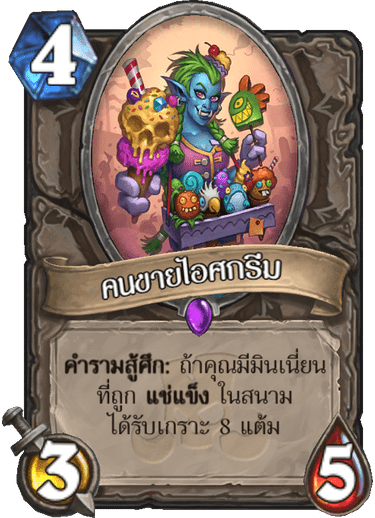 4
คนขายไอศกรีม
คำรามสู้ศึก: ถ้าคุณมีมินเนี่ยน
ที่ถูก แช่แข็ง ในสนาม
ได้รับเกราะ 8 แต้ม
3
5